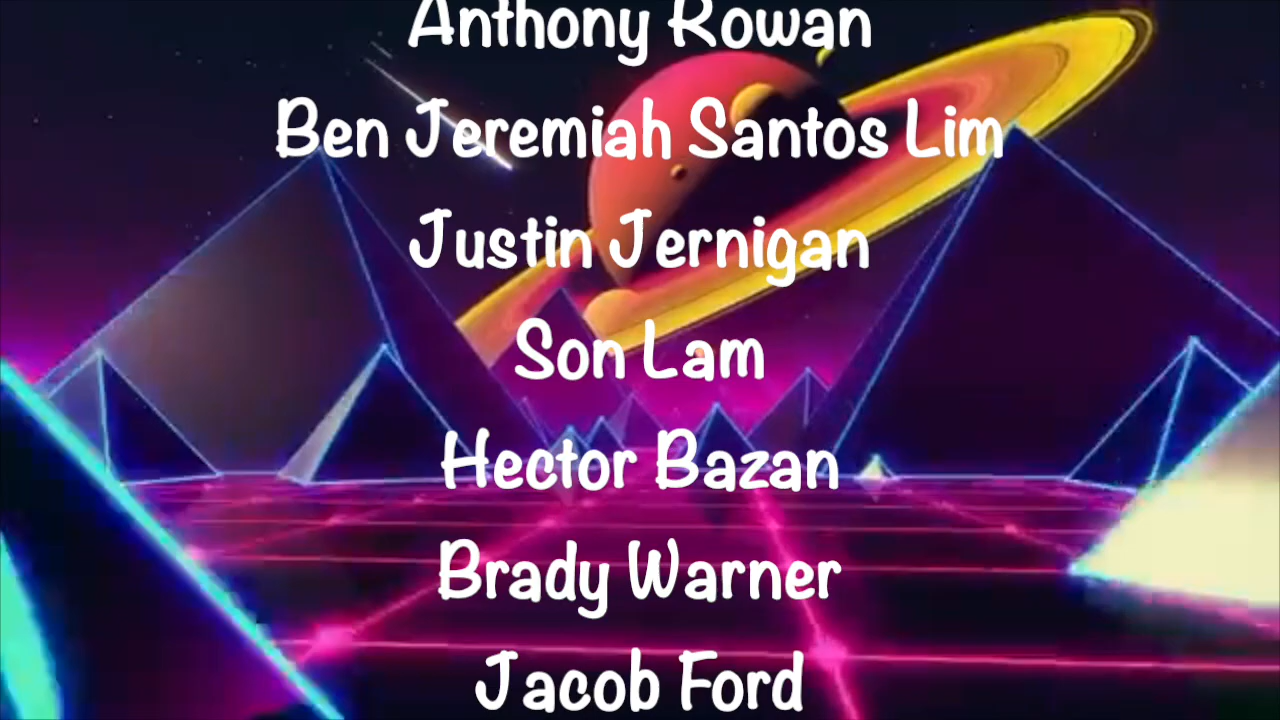 Anthony Rowan
Ben Jeremiah Santos Lim
Justin Jernigan
Son Lam
Hector Bazan
Brady Warner
Jacob Ford